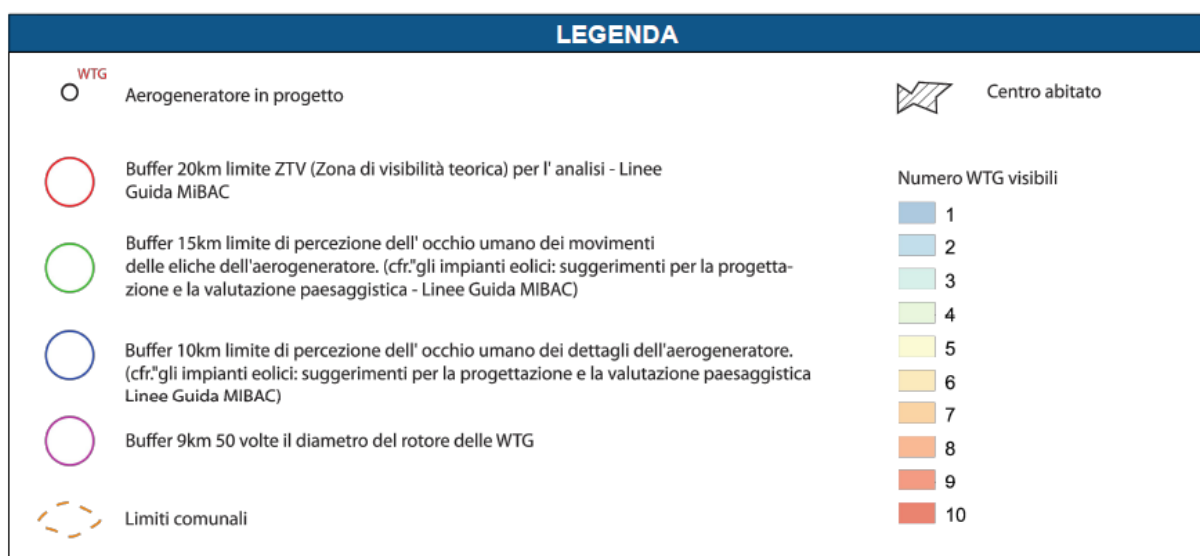 LEGENDA
WTG
Aerogeneratore in progetto
Buffer 20km limite ZTV (Zona di visibilità teorica) per l' analisi - Linee
Guida MiBAC
Buffer 15km limite di percezione dell' occhio umano dei movimenti
delle eliche dell'aerogeneratore. (cfr."gli impianti eolici: suggerimenti per la progetta-
zione e la valutazione paesaggistica - Linee Guida MIBAC)
Buffer 10km limite di percezione dell' occhio umano dei dettagli dell'aerogeneratore.
(cfr."gli impianti eolici: suggerimenti per la progettazione e la valutazione paesaggistica
Linee Guida MIBAC)
Buffer 9km 50 volte il diametro del rotore delle WTG
Limiti comunali
Centro abitato
Numero WTG visibili
1
2
3
4
5
6
7
8
9
10